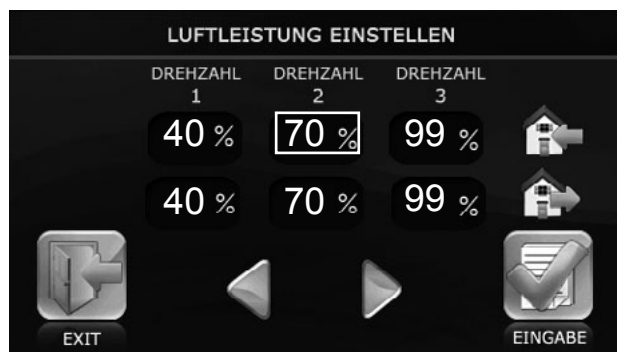 LUFTLEISTUNG EINSTELLEN
DREHZAHL DREHZAHL DREHZAHL
1 2 3
40 % 70 % 99 %
40 % 70 % 99 %
EXIT EINGABE